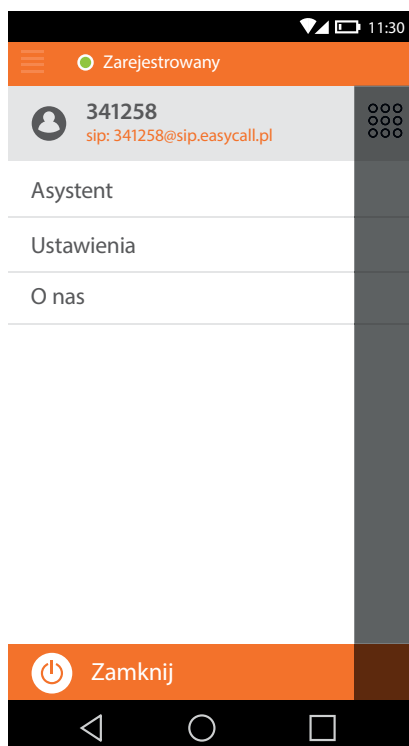 11:30
Zarejestrowany
341258
sip: 341258@sip.easycall.pl
Asystent
Ustawienia
O nas
Zamknij